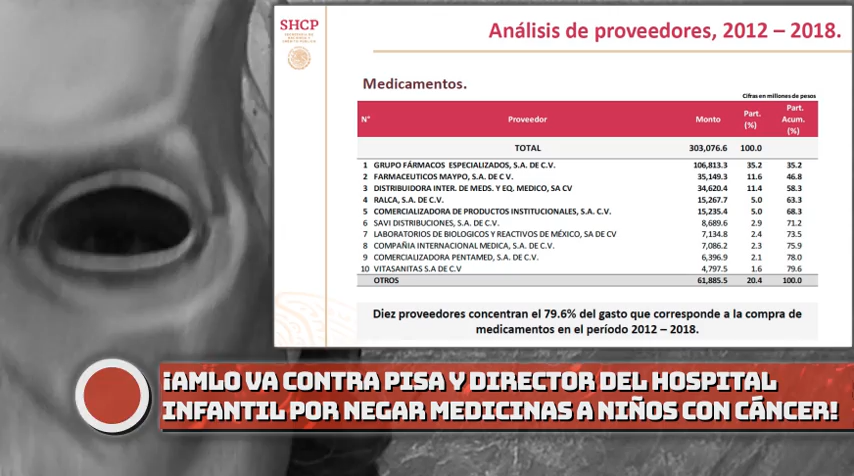 SHCP
Análisis de proveedores, 2012 – 2018.
Medicamentos.
Cifras en millones de pesos
N° Proveedor Monto Part. (%) Part. Acum. (%)
TOTAL 303,076.6 100.0
1 GRUPO FÁRMACOS ESPECIALIZADOS, S.A. DE C.V. 106,813.3 35.2 35.2
2 FARMACEUTICOS MAYPO, S.A. DE C V. 35,149.3 11.6 46.8
3 DISTRIBUIDORA INTER. DE MEDS. Y EQ. MEDICO, SA CV 34,620.4 11.4 58.3
4 RALCA, S.A. DE C.V. 15,267.7 5.0 63.3
5 COMERCIALIZADORA DE PRODUCTOS INSTITUCIONALES, S.A. C.V. 15,235.4 5.0 68.3
6 SAVI DISTRIBUCIONES, S.A. DE C.V. 8,689.6 2.9 71.2
7 LABORATORIOS DE BIOLOGICOS Y REACTIVOS DE MÉXICO, SA DE CV 7,134.8 2.4 73.5
8 COMPAÑIA INTERNACIONAL MEDICA, S.A. DE C.V. 7,086.2 2.3 75.9
9 COMERCIALIZADORA PENTAMED, S.A. DE C.V. 6,396.9 2.1 78.0
10 VITASANITAS S.A DE C.V 4,797.5 1.6 79.6
OTROS 61,885.5 20.4 100.0
Diez proveedores concentran el 79.6% del gasto que corresponde a la compra de
medicamentos en el período 2012 – 2018.
¡AMLO VA CONTRA PISA Y DIRECTOR DEL HOSPITAL
INFANTIL POR NEGAR MEDICINAS A NIÑOS CON CÁNCER!